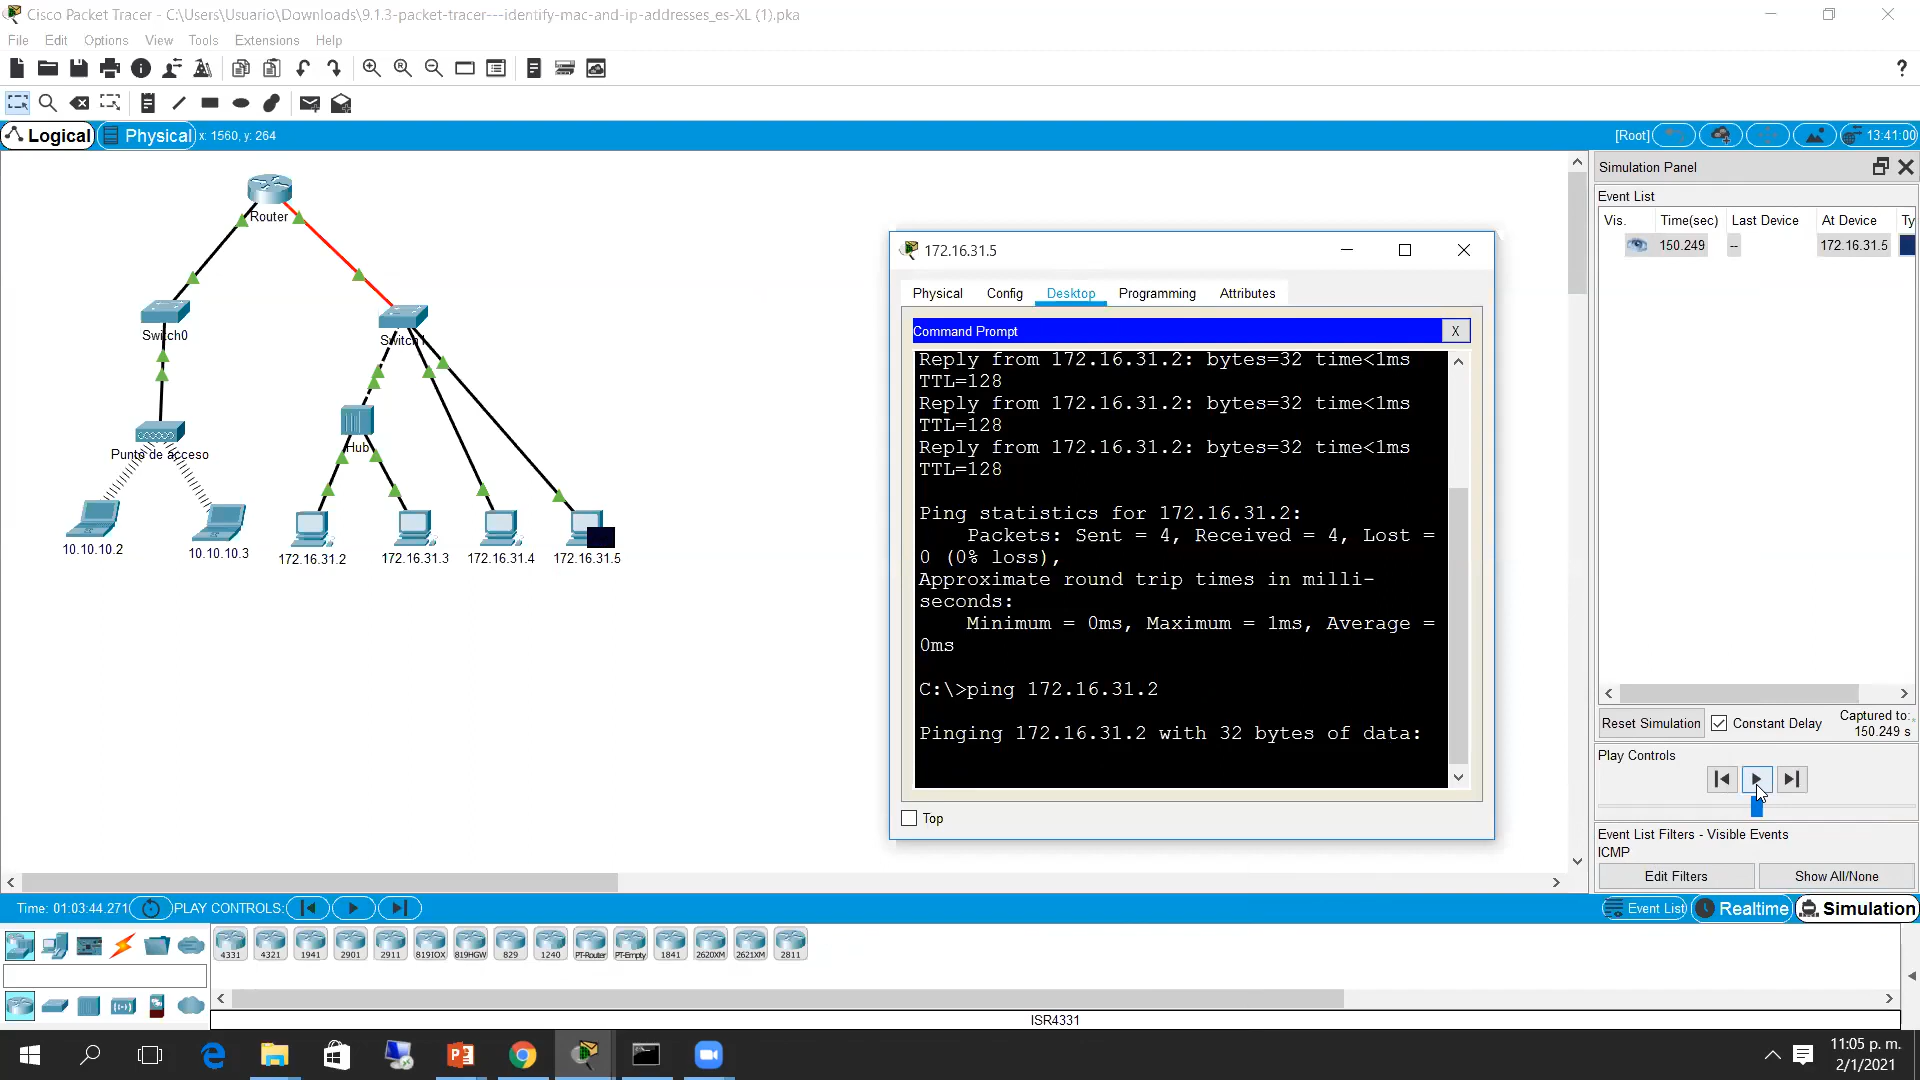 Cisco Packet Tracer - C:\Users\Usuario\Downloads\9.1.3-packet-tracer---identify-mac-and-ip-addresses_es-XL (1).pka
File Edit Options View Tools Extensions Help
?
Logical Physical x: 1560, y: 264 [Root] 13:41:00
Router
Switch0
Switch1
Punto de acceso
Hub
10.10.10.2
10.10.10.3
172.16.31.2
172.16.31.3
172.16.31.4
172.16.31.5
172.16.31.5
Physical Config Desktop Programming Attributes
Command Prompt X
Reply from 172.16.31.2: bytes=32 time<1ms
TTL=128
Reply from 172.16.31.2: bytes=32 time<1ms
TTL=128
Reply from 172.16.31.2: bytes=32 time<1ms
TTL=128
Ping statistics for 172.16.31.2:
Packets: Sent = 4, Received = 4, Lost =
0 (0% loss),
Approximate round trip times in milli-
seconds:
Minimum = 0ms, Maximum = 1ms, Average =
0ms
C:\>ping 172.16.31.2
Pinging 172.16.31.2 with 32 bytes of data:
Top
Simulation Panel
Event List
Vis. Time(sec) Last Device At Device Ty
150.249 -- 172.16.31.5
Reset Simulation Constant Delay Captured to:
150.249 s
Play Controls
Event List Filters - Visible Events
ICMP
Edit Filters Show All/None
Time: 01:03:44.271 PLAY CONTROLS: Event List Realtime Simulation
4331 4321 1941 2901 2911 819IOX 819HGW 829 1240 PT-Router PT-Empty 1841 2620XM 2621XM 2811
ISR4331
11:05 p. m.
2/1/2021